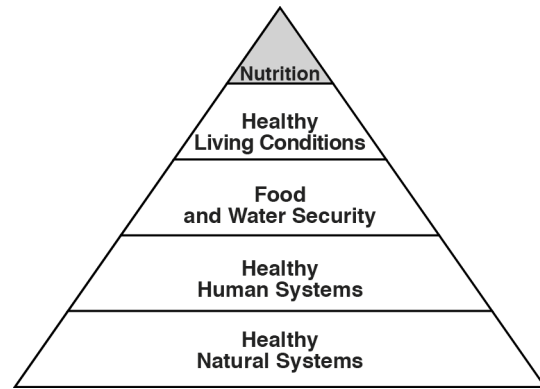 Nutrition
Healthy
Living Conditions
Food
and Water Security
Healthy
Human Systems
Healthy
Natural Systems